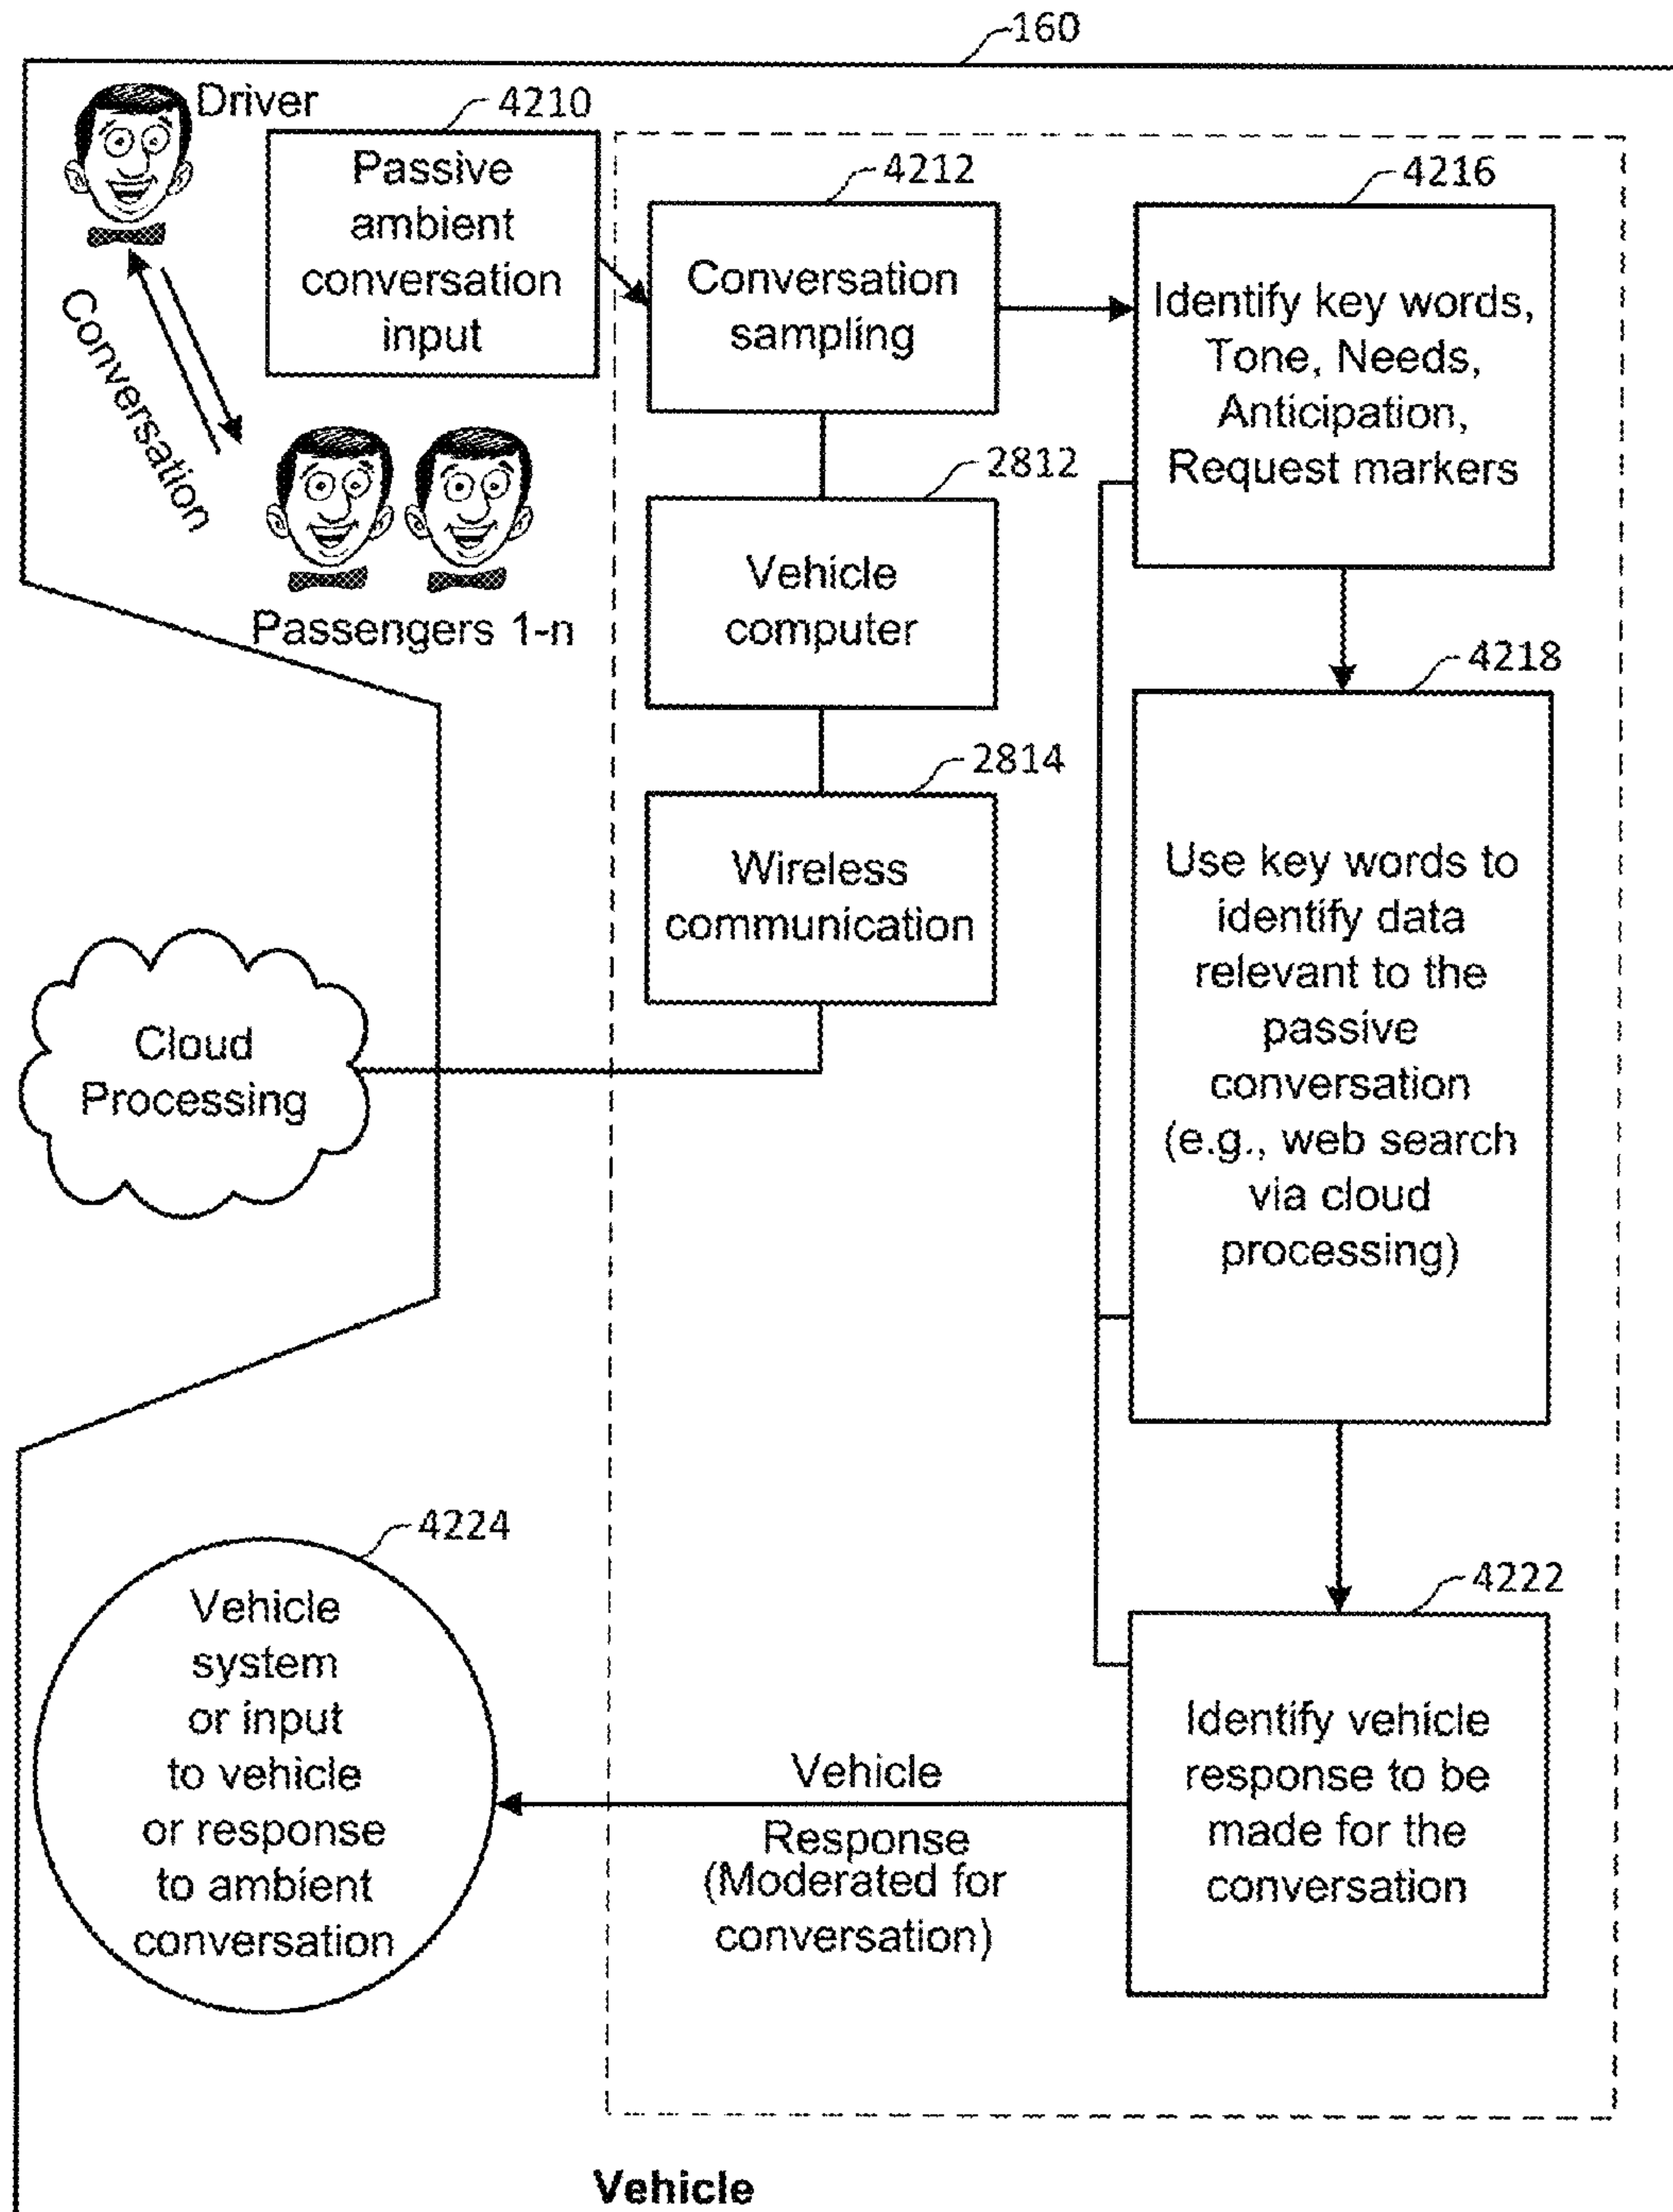 160
Driver
4210
Passive
ambient
conversation
input
4212
Conversation
sampling
4216
Identify key words,
Tone, Needs,
Anticipation,
Request markers
Conversation
Passengers 1-n
2812
Vehicle
computer
2814
Wireless
communication
4218
Use key words to
identify data
relevant to the
passive
conversation
(e.g., web search
via cloud
processing)
Cloud
Processing
4224
Vehicle
system
or input
to vehicle
or response
to ambient
conversation
Vehicle
Response
(Moderated for
conversation)
4222
Identify vehicle
response to be
made for the
conversation
Vehicle